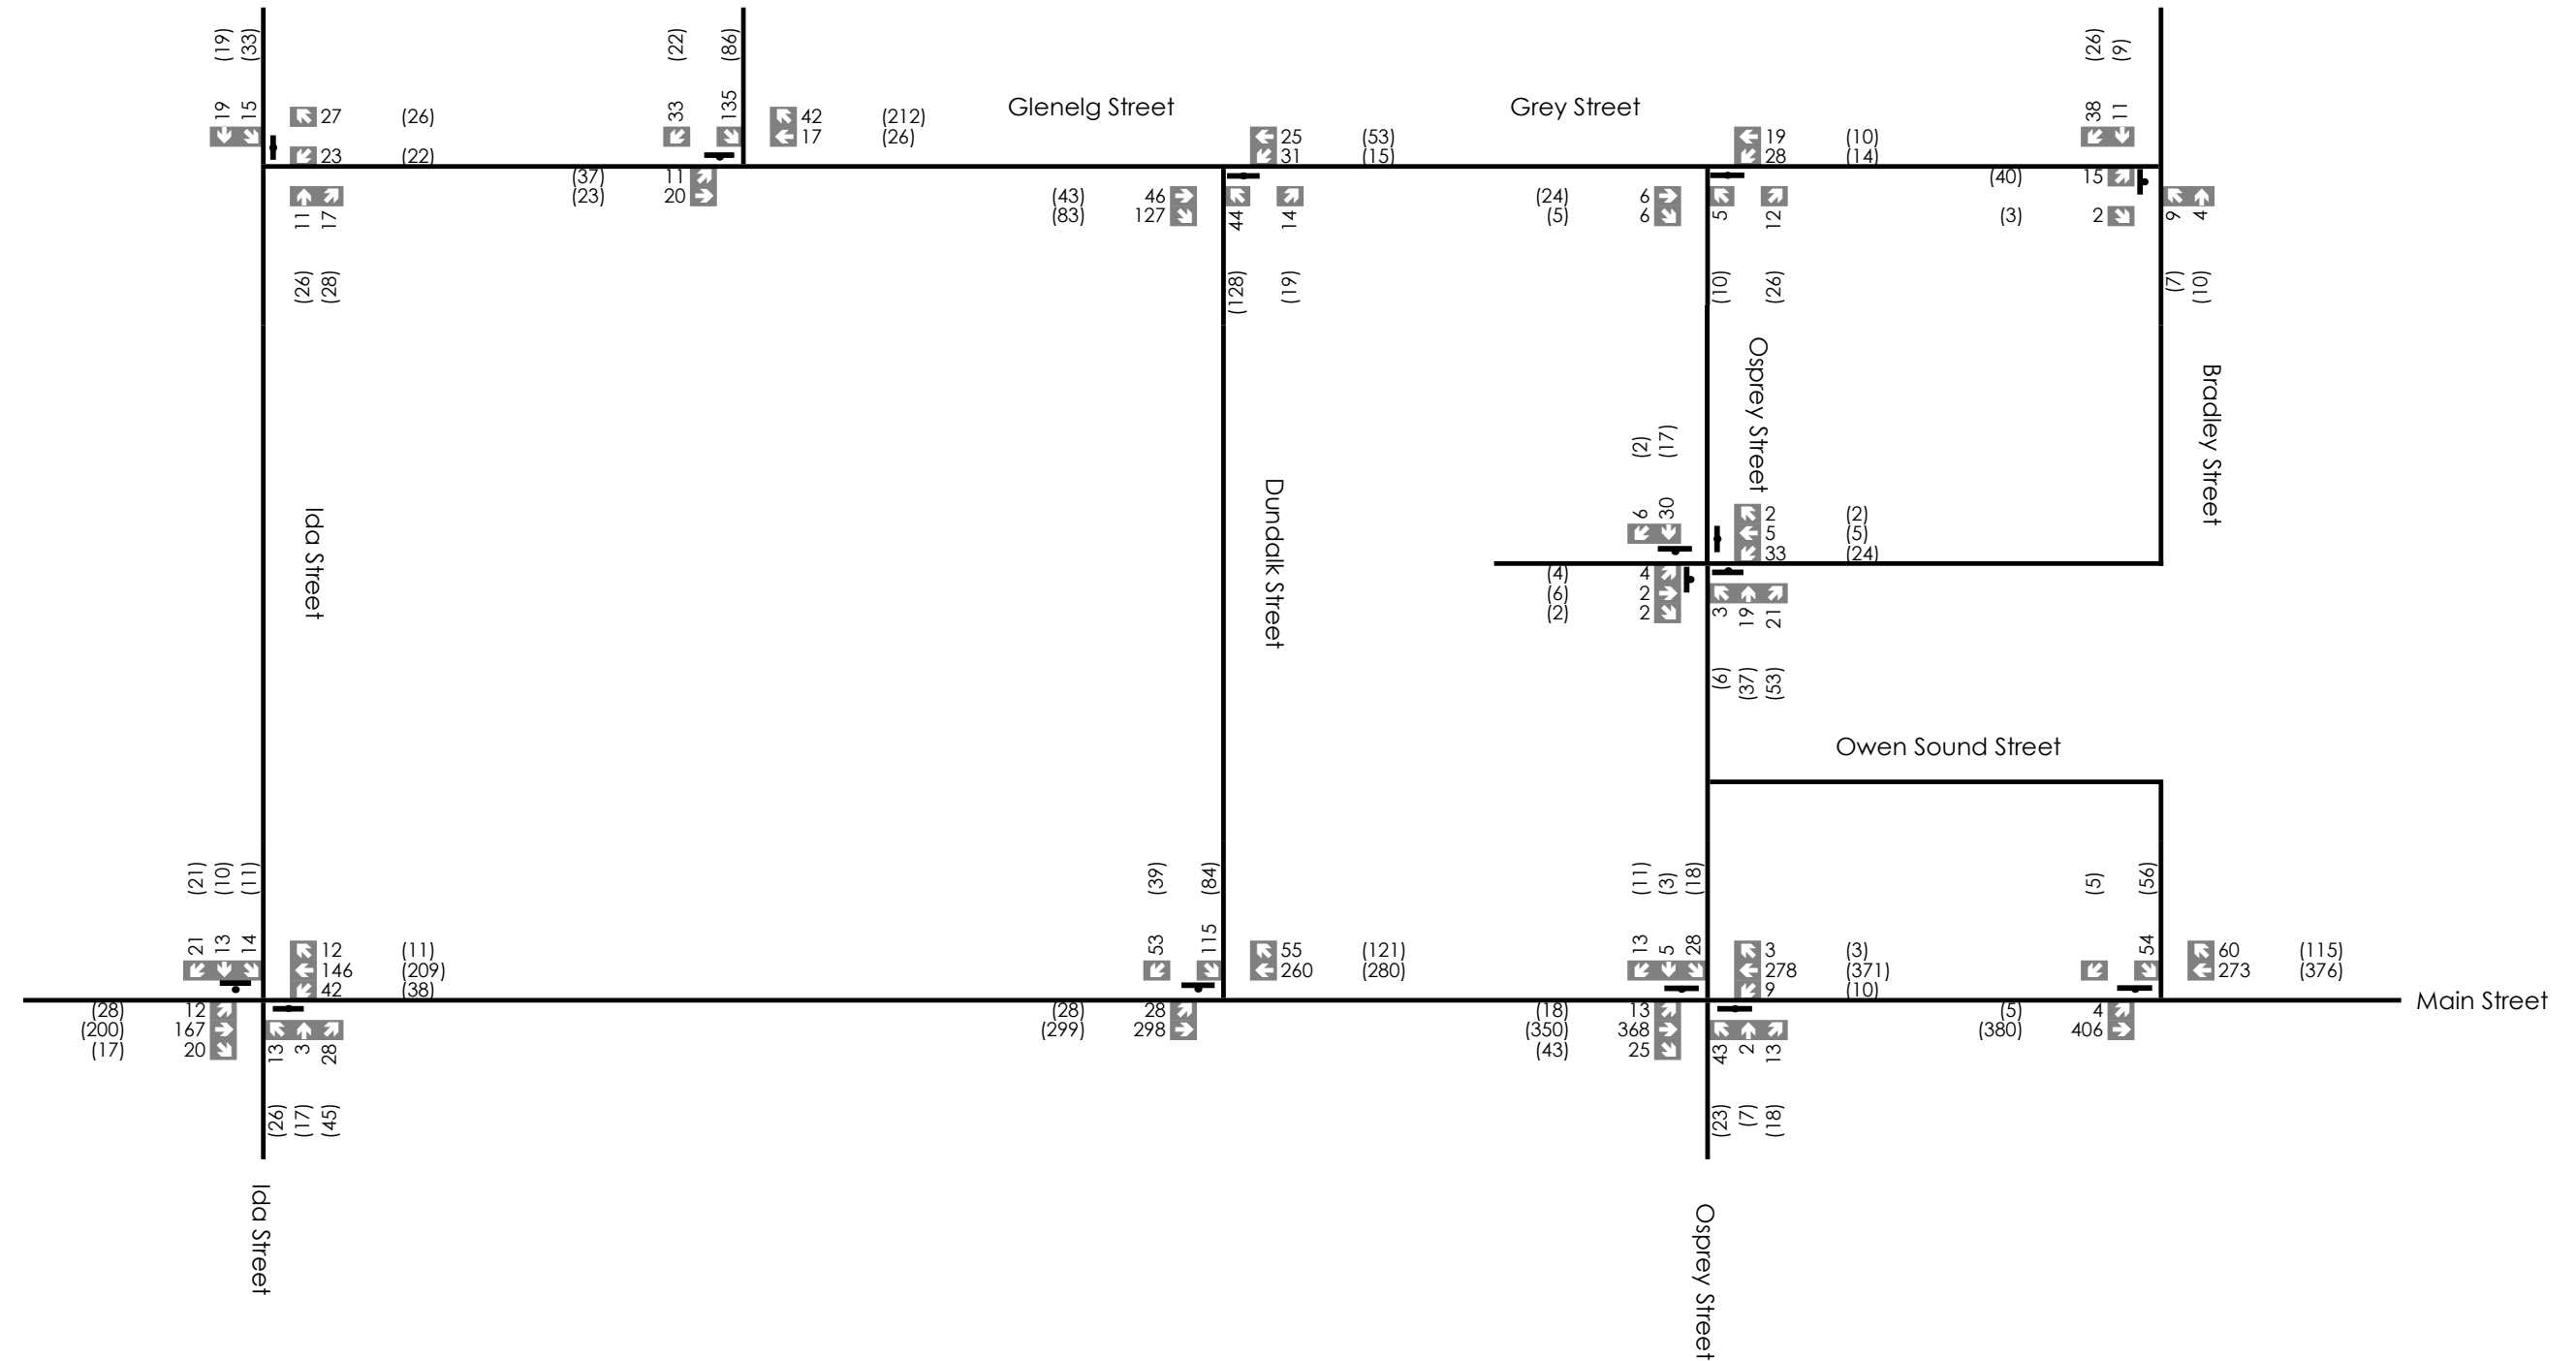 (19) (33) (22) (86) (26) (9)
19 15 33 135 38 11
27 (26)
42 (212)
Glenelg Street Grey Street
17 (26)
25 (53)
19 (10)
23 (22)
31 (15)
28 (14)
(37) 11
(40) 15
(23) 20
(43) 46
(24) 6
(83) 127
(5) 6
(3) 2
11 17 44 14 5 12 9 4
(26) (28) (128) (19) (10) (26) (7) (10)
Osprey Street
Bradley Street
(2) (17)
Ida Street
Dundalk Street
6 30
2 (2)
5 (5)
33 (24)
(4) 4
(6) 2
(2) 2
3 19 21
(6) (37) (53)
Owen Sound Street
(21) (10) (11) (39) (84) (11) (3) (18) (5) (56)
21 13 14 53 115 13 5 28 54
12 (11)
55 (121)
3 (3)
60 (115)
146 (209)
260 (280)
278 (371)
273 (376)
42 (38)
9 (10)
Main Street
(28) 12
(28) 28
(18) 13
(5) 4
(200) 167
(299) 298
(350) 368
(380) 406
(17) 20
(43) 25
13 3 28 43 2 13
(26) (17) (45) (23) (7) (18)
Ida Street
Osprey Street